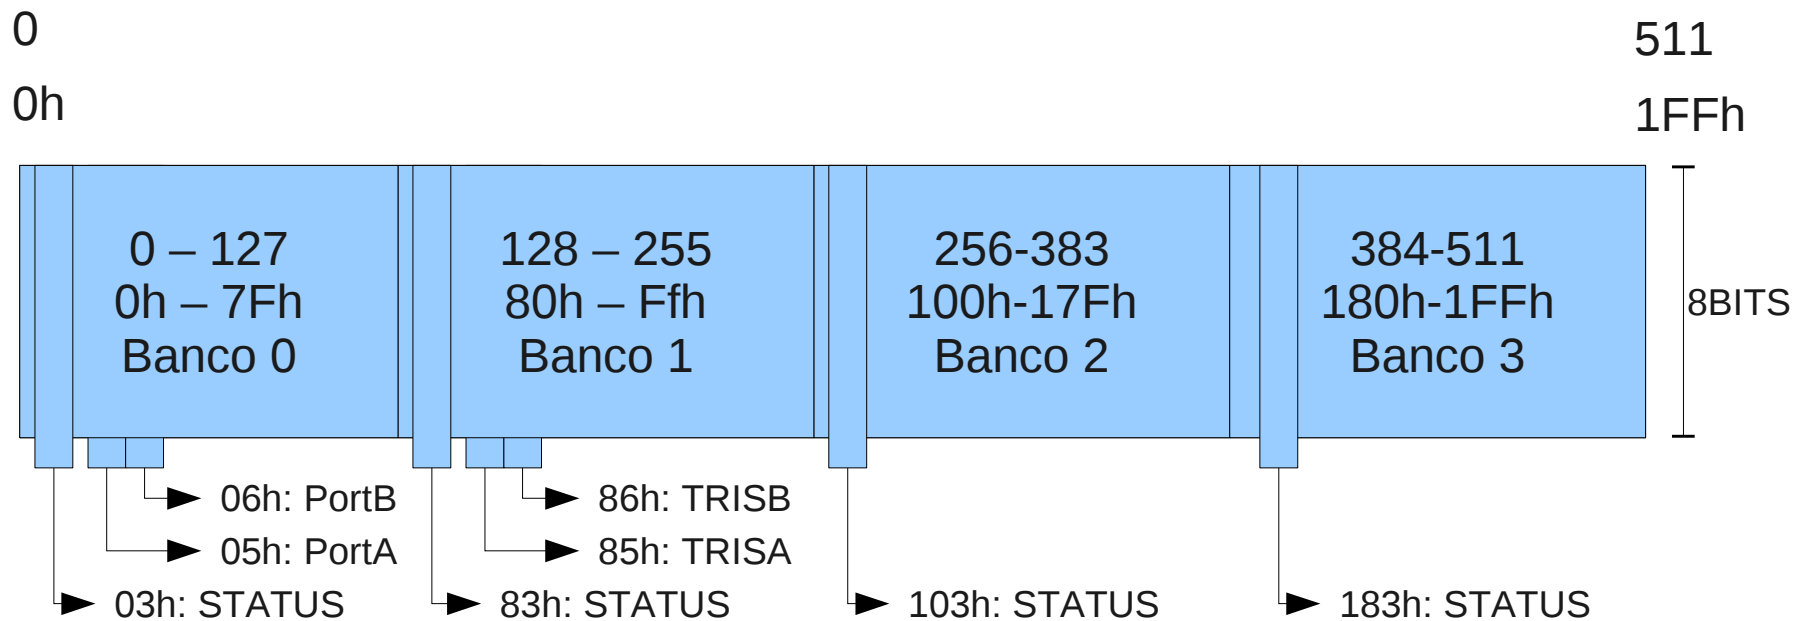 0
511
0h
1FFh
0 – 127
0h – 7Fh
Banco 0
128 – 255
80h – Ffh
Banco 1
256-383
100h-17Fh
Banco 2
384-511
180h-1FFh
Banco 3
8BITS
06h: PortB
05h: PortA
03h: STATUS
86h: TRISB
85h: TRISA
83h: STATUS
103h: STATUS
183h: STATUS